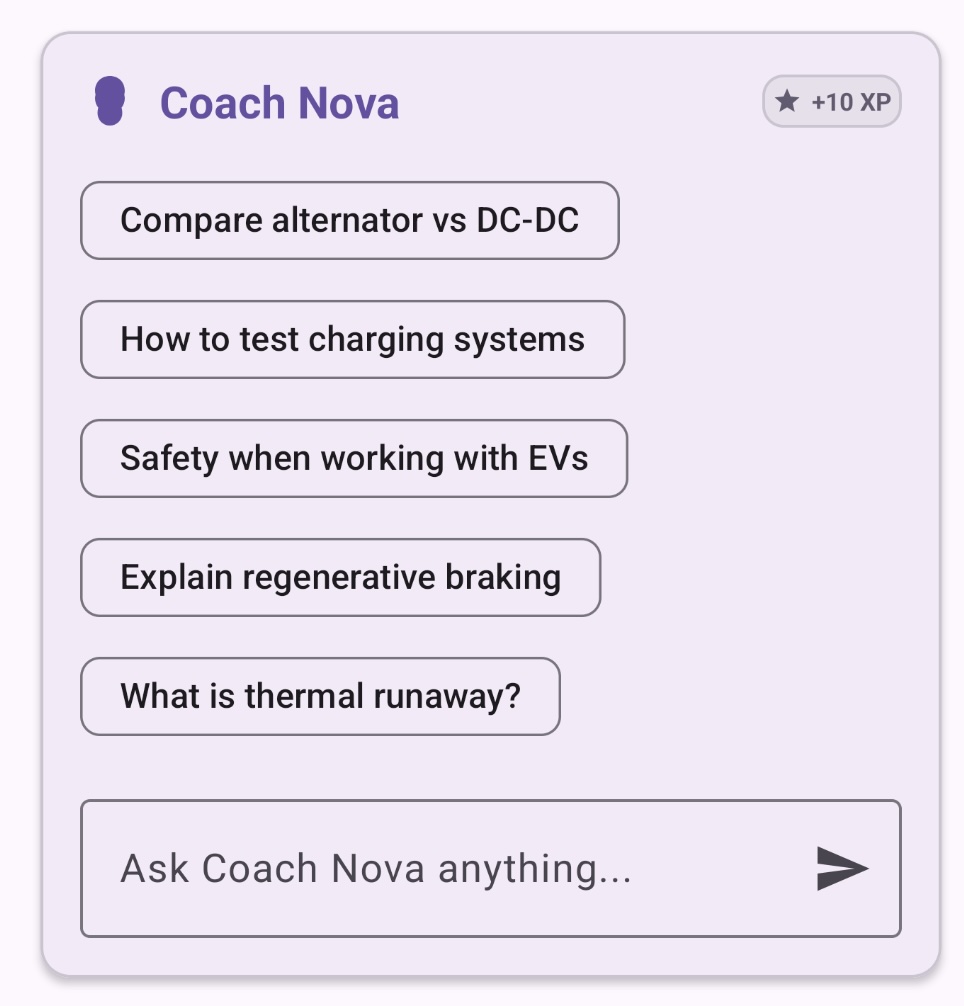 Coach Nova
+10 XP
Compare alternator vs DC-DC
How to test charging systems
Safety when working with EVs
Explain regenerative braking
What is thermal runaway?
Ask Coach Nova anything...